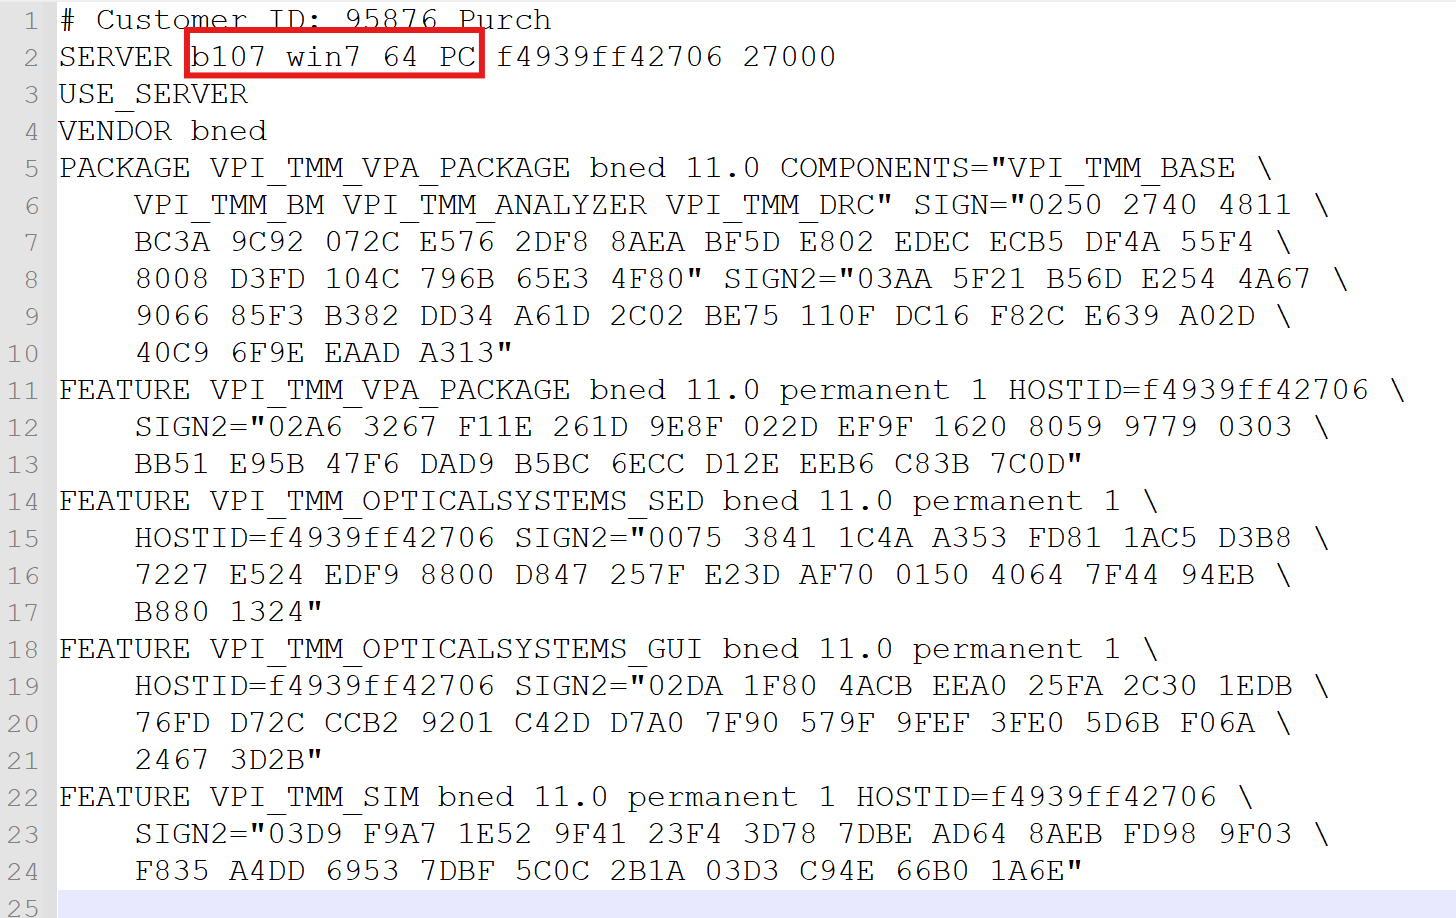 1 # Customer ID: 95876 Purch
2 SERVER b107 win7 64 PC f4939ff42706 27000
3 USE_SERVER
4 VENDOR bned
5 PACKAGE VPI_TMM_VPA_PACKAGE bned 11.0 COMPONENTS="VPI_TMM_BASE \
6 VPI_TMM_BM VPI_TMM_ANALYZER VPI_TMM_DRC" SIGN="0250 2740 4811 \
7 BC3A 9C92 072C E576 2DF8 8AEA BF5D E802 EDEC ECB5 DF4A 55F4 \
8 8008 D3FD 104C 796B 65E3 4F80" SIGN2="03AA 5F21 B56D E254 4A67 \
9 9066 85F3 B382 DD34 A61D 2C02 BE75 110F DC16 F82C E639 A02D \
10 40C9 6F9E EAAD A313"
11 FEATURE VPI_TMM_VPA_PACKAGE bned 11.0 permanent 1 HOSTID=f4939ff42706 \
12 SIGN2="02A6 3267 F11E 261D 9E8F 022D EF9F 1620 8059 9779 0303 \
13 BB51 E95B 47F6 DAD9 B5BC 6ECC D12E EEB6 C83B 7C0D"
14 FEATURE VPI_TMM_OPTICALSYSTEMS_SED bned 11.0 permanent 1 \
15 HOSTID=f4939ff42706 SIGN2="0075 3841 1C4A A353 FD81 1AC5 D3B8 \
16 7227 E524 EDF9 8800 D847 257F E23D AF70 0150 4064 7F44 94EB \
17 B880 1324"
18 FEATURE VPI_TMM_OPTICALSYSTEMS_GUI bned 11.0 permanent 1 \
19 HOSTID=f4939ff42706 SIGN2="02DA 1F80 4ACB EEA0 25FA 2C30 1EDB \
20 76FD D72C CCB2 9201 C42D D7A0 7F90 579F 9FEF 3FE0 5D6B F06A \
21 2467 3D2B"
22 FEATURE VPI_TMM_SIM bned 11.0 permanent 1 HOSTID=f4939ff42706 \
23 SIGN2="03D9 F9A7 1E52 9F41 23F4 3D78 7DBE AD64 8AEB FD98 9F03 \
24 F835 A4DD 6953 7DBF 5C0C 2B1A 03D3 C94E 66B0 1A6E"
25